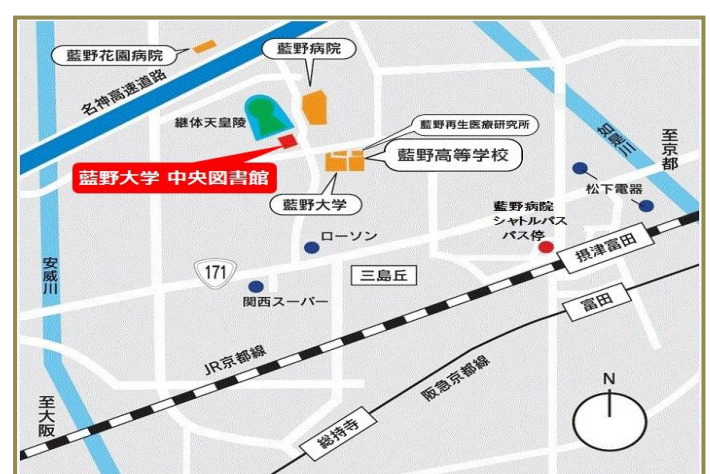 藍野病院
藍野花園病院
名神高速道路
継体天皇陵
藍野再生医療研究所
藍野高等学校
如是川
至京都
藍野大学 中央図書館
藍野大学
松下電器
藍野病院
シャトルバス
バス停
ローソン
摂津富田
安威川
171
三島丘
関西スーパー
富田
JR京都線
阪急京都線
N
至大阪
総持寺